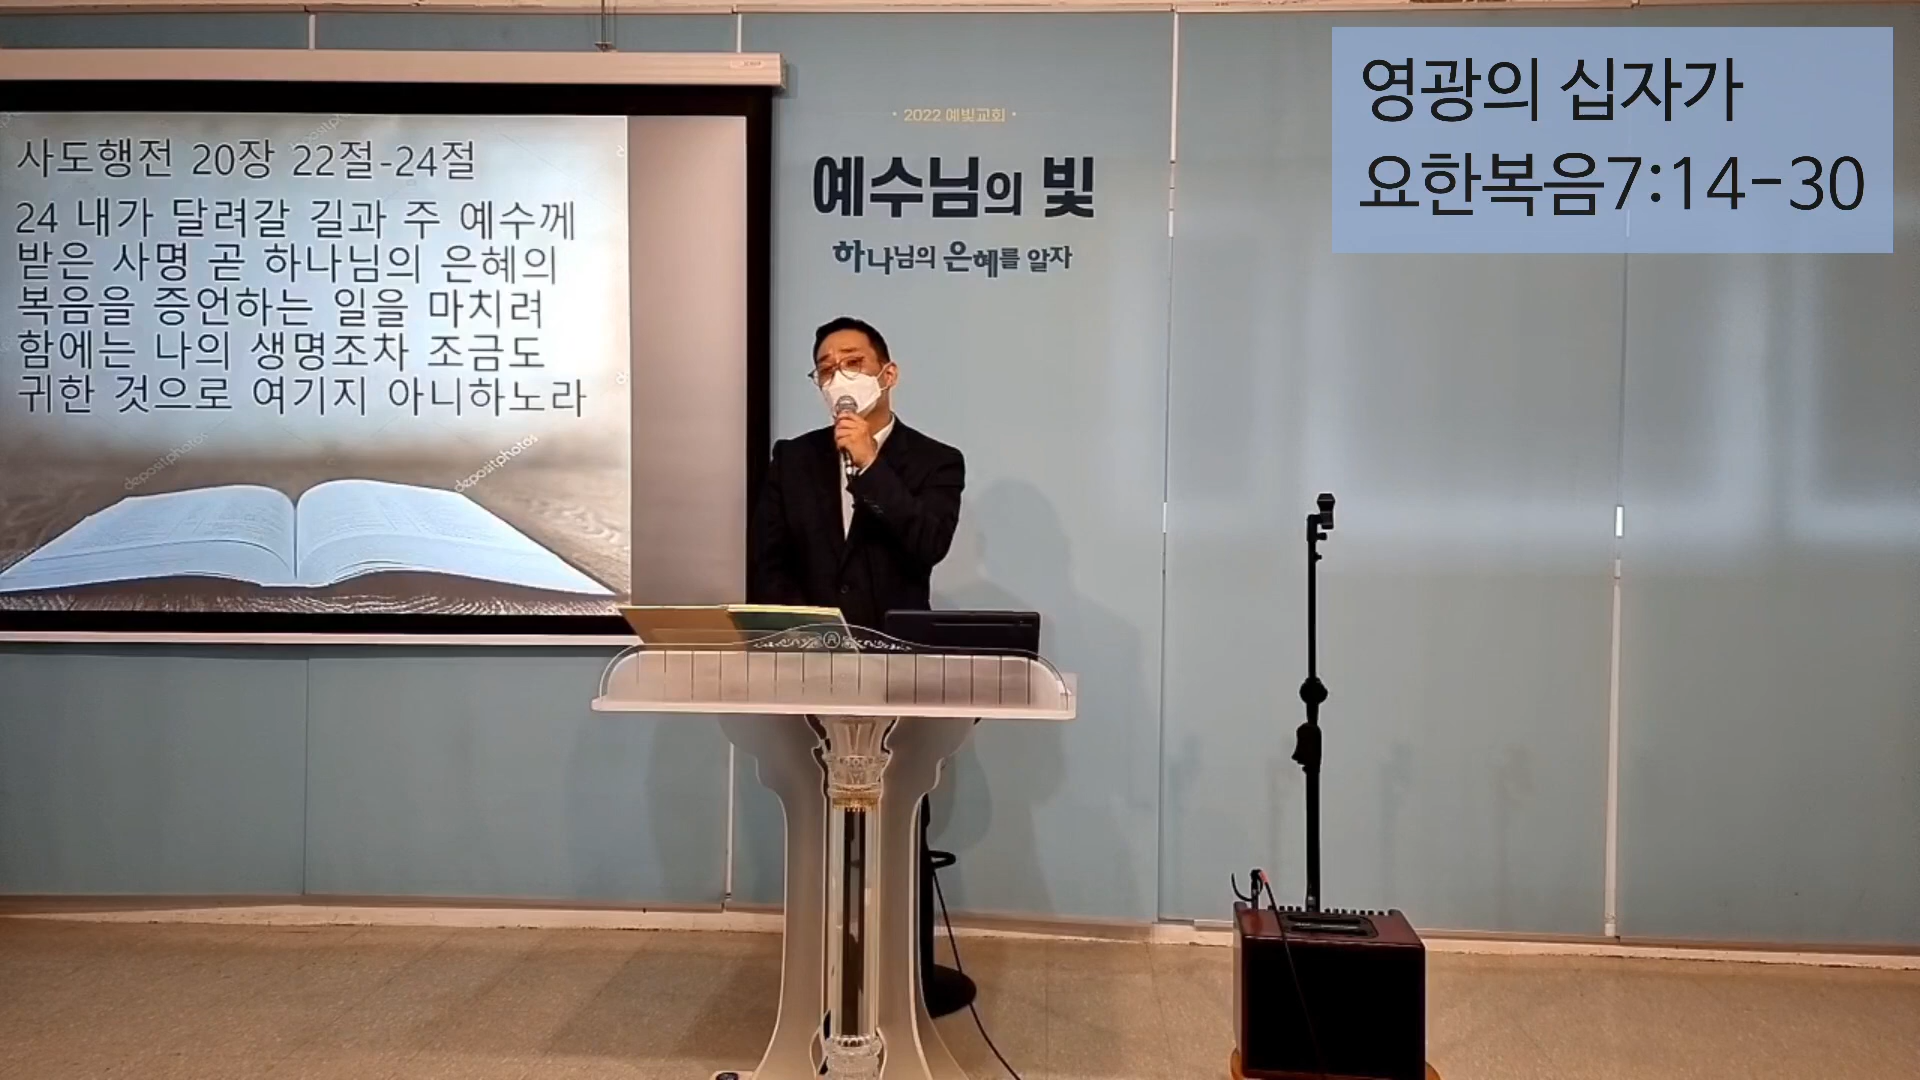 사도행전 20장 22절-24절
24 내가 달려갈 길과 주 예수께
받은 사명 곧 하나님의 은혜의
복음을 증언하는 일을 마치려
함에는 나의 생명조차 조금도
귀한 것으로 여기지 아니하노라
depositphotos
depositphotos
• 2022 예빛교회 •
예수님의 빛
하나님의 은혜를 알자
영광의 십자가
요한복음7:14-30